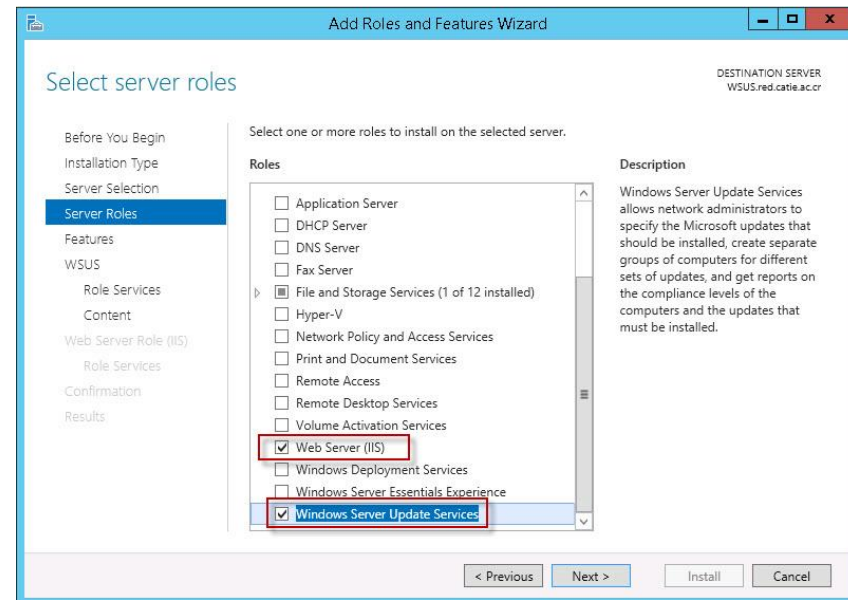 Add Roles and Features Wizard
Select server roles
DESTINATION SERVER
WSUS.red.catie.ac.cr
Before You Begin
Installation Type
Server Selection
Server Roles
Features
WSUS
Role Services
Content
Web Server Role (IIS)
Role Services
Confirmation
Results
Select one or more roles to install on the selected server.
Roles
Application Server
DHCP Server
DNS Server
Fax Server
File and Storage Services (1 of 12 installed)
Hyper-V
Network Policy and Access Services
Print and Document Services
Remote Access
Remote Desktop Services
Volume Activation Services
Web Server (IIS)
Windows Deployment Services
Windows Server Essentials Experience
Windows Server Update Services
Description
Windows Server Update Services
allows network administrators to
specify the Microsoft updates that
should be installed, create separate
groups of computers for different
sets of updates, and get reports on
the compliance levels of the
computers and the updates that
must be installed.
< Previous
Next >
Install
Cancel